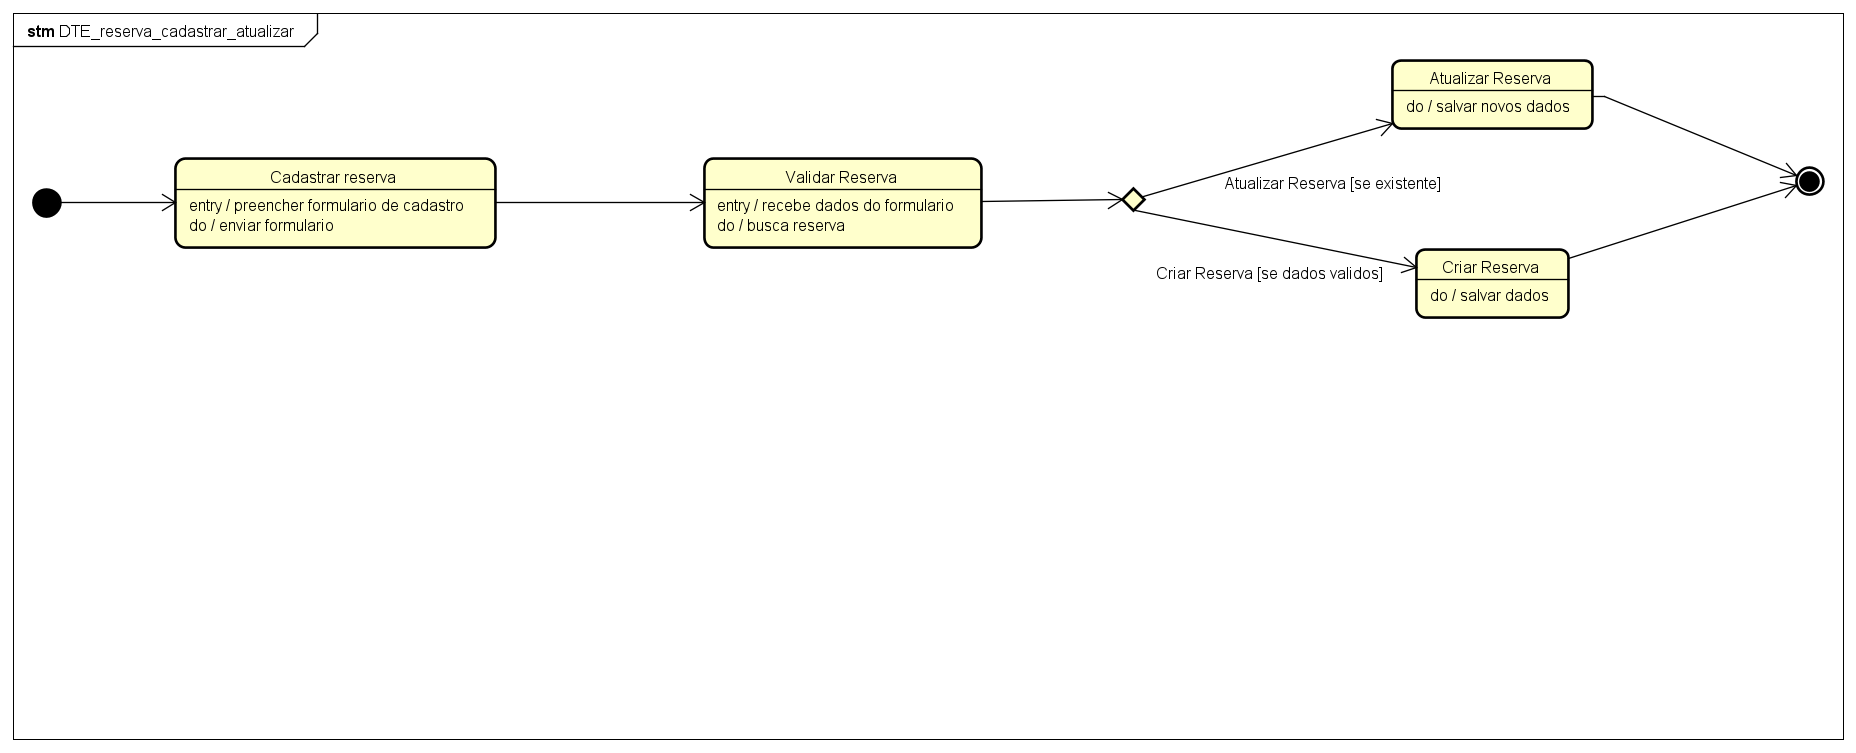 stm DTE_reserva_cadastrar_atualizar
Atualizar Reserva
do / salvar novos dados
Cadastrar reserva
entry / preencher formulario de cadastro
do / enviar formulario
Validar Reserva
entry / recebe dados do formulario
do / busca reserva
Atualizar Reserva [se existente]
Criar Reserva [se dados validos]
Criar Reserva
do / salvar dados